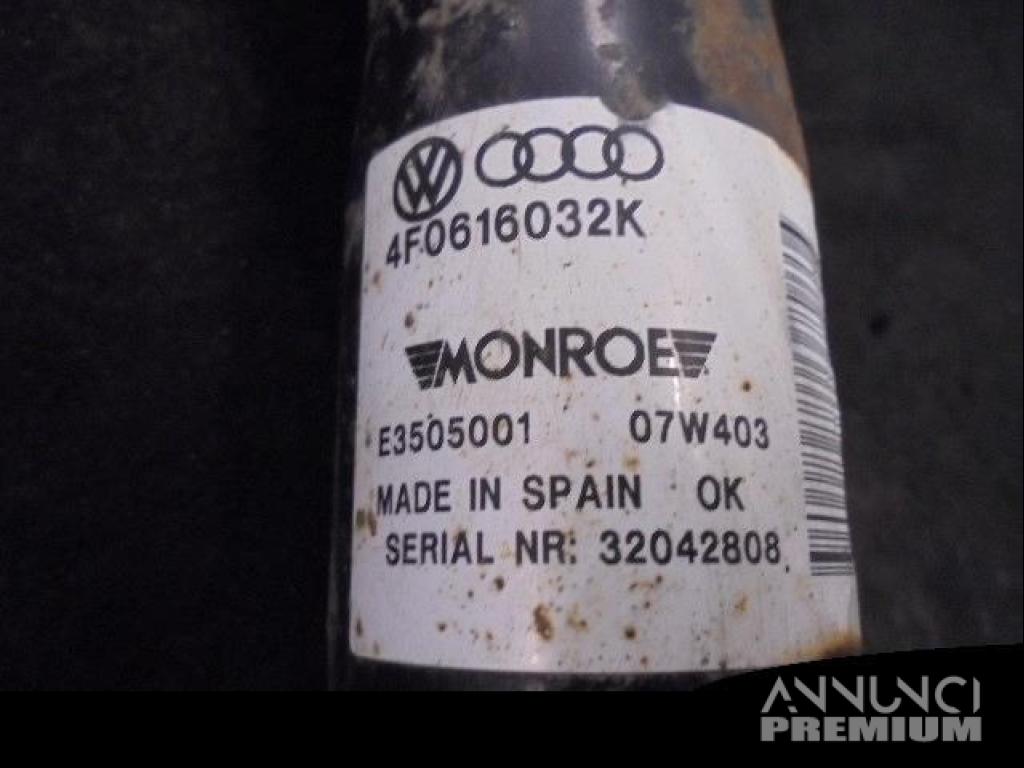 4F0616032K
MONROE
E3505001 07W403
MADE IN SPAIN OK
SERIAL NR: 32042808
ANNUNCI
PREMIUM